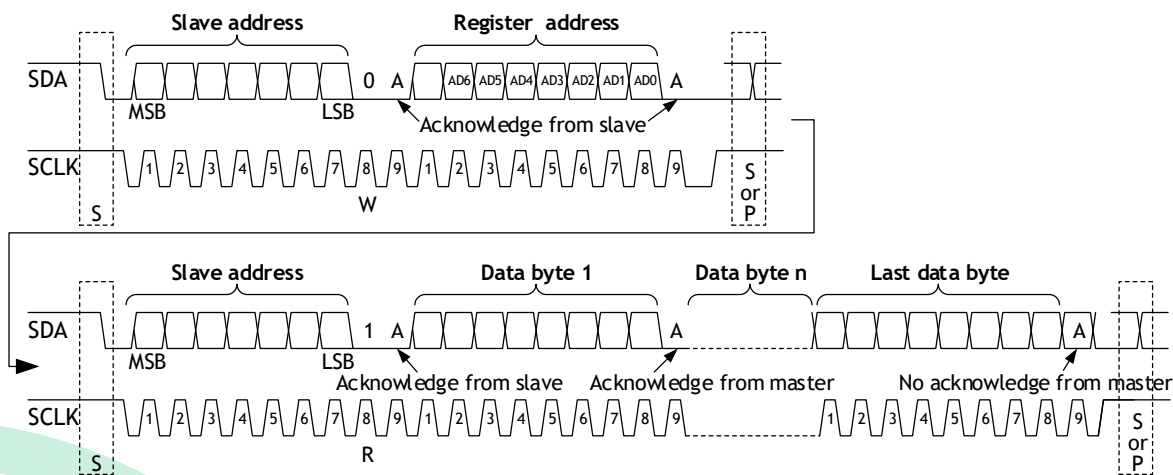 Slave address Register address
SDA 0 A AD6 AD5 AD4 AD3 AD2 AD1 AD0 A
MSB LSB Acknowledge from slave
SCLK 1 2 3 4 5 6 7 8 9 1 2 3 4 5 6 7 8 9 S
or
S W P
Slave address Data byte 1 Data byte n Last data byte
SDA 1 A A A
MSB LSB Acknowledge from slave Acknowledge from master No acknowledge from master
SCLK 1 2 3 4 5 6 7 8 9 1 2 3 4 5 6 7 8 9 1 2 3 4 5 6 7 8 9 S
or
S R P